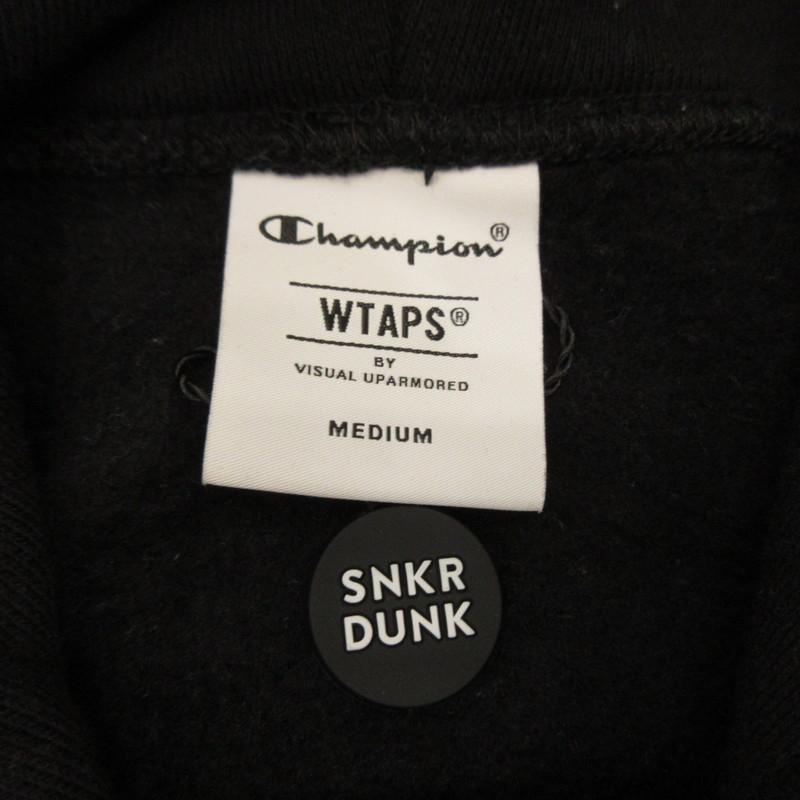 Champion®
WTAPS®
BY
VISUAL UPARMORED
MEDIUM
SNKR
DUNK